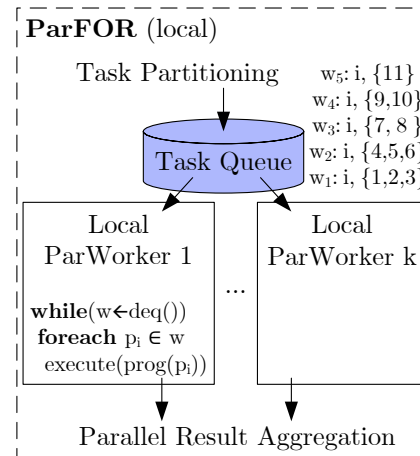 ParFOR (local)
Task Partitioning
w₅: i, {11}
w₄: i, {9,10}
w₃: i, {7, 8 }
w₂: i, {4,5,6}
w₁: i, {1,2,3}
Task Queue
Local
ParWorker 1
while(w←deq())
foreach pᵢ ∈ w
execute(prog(pᵢ))
...
Local
ParWorker k
Parallel Result Aggregation